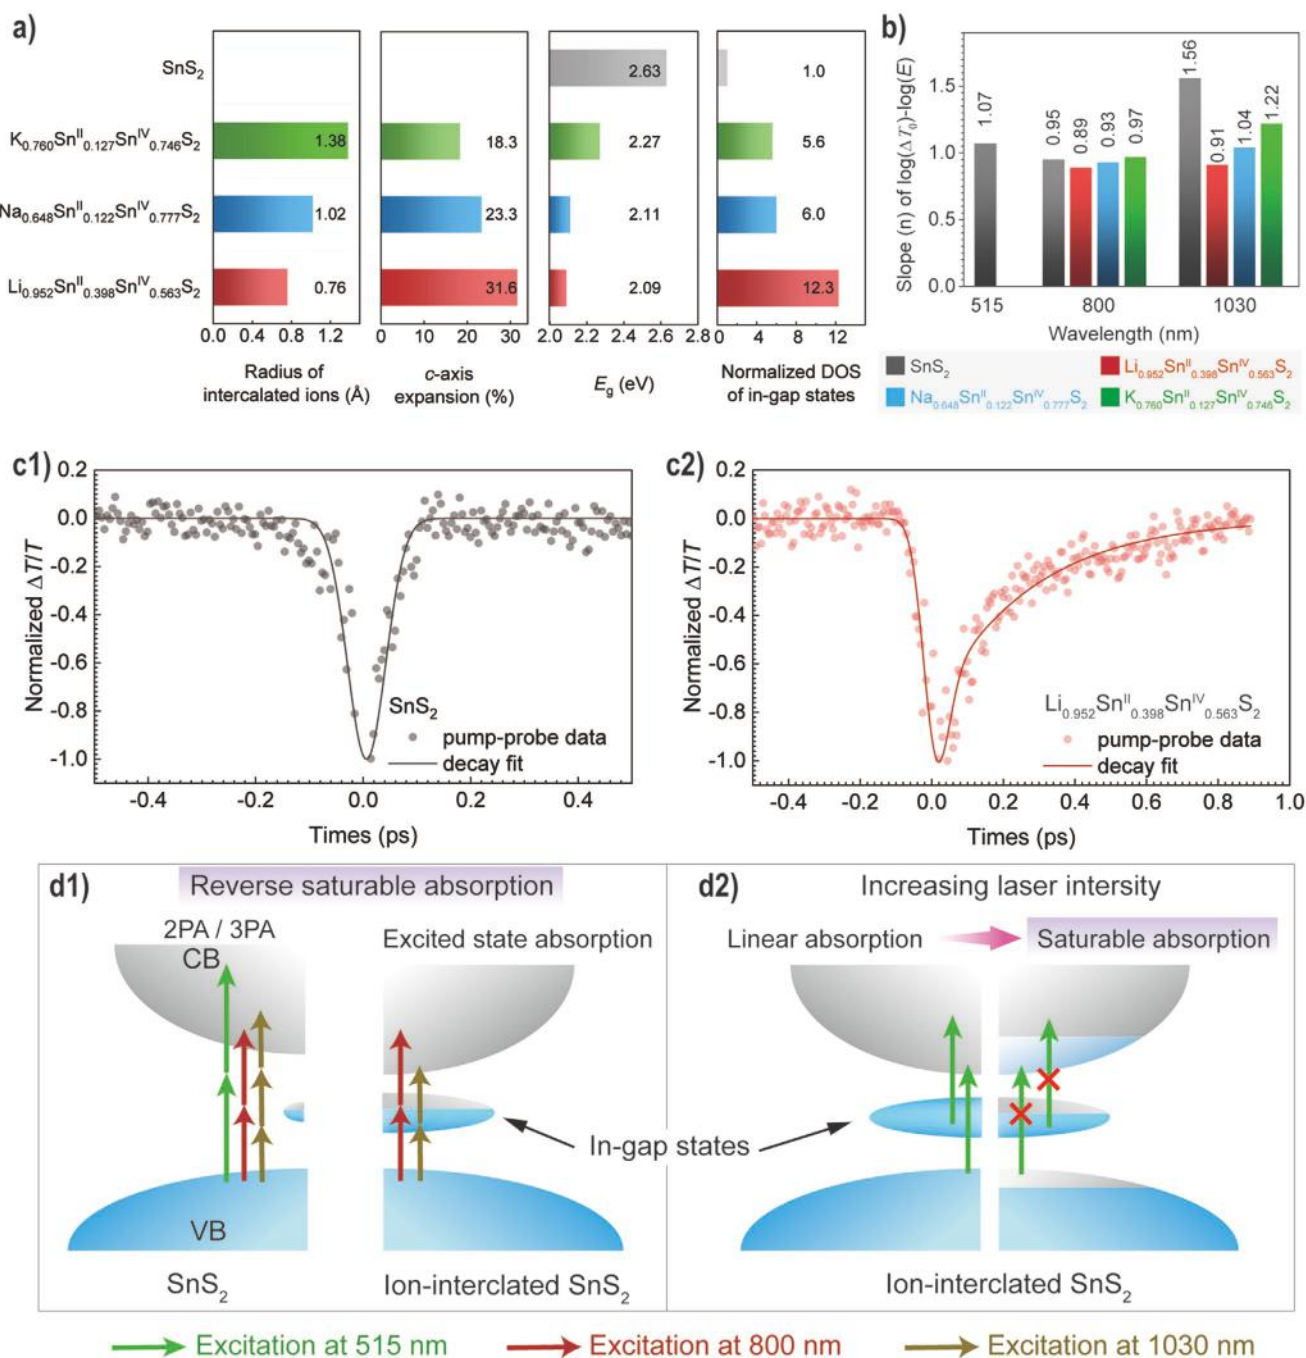 a)
SnS2
K0.760SnII0.127SnIV0.746S2
Na0.648SnII0.122SnIV0.777S2
Li0.952SnII0.398SnIV0.563S2
1.38
1.02
0.76
0.0 0.4 0.8 1.2 1.6
Radius of
intercalated ions (Å)
18.3
23.3
31.6
0 10 20 30
c-axis
expansion (%)
2.63
2.27
2.11
2.09
2.0 2.2 2.4 2.6 2.8
Eg (eV)
1.0
5.6
6.0
12.3
0 4 8 12
Normalized DOS
of in-gap states
b)
Slope (n) of log(ΔT0)-log(E)
1.5
1.0
0.5
0.0
1.07
0.95 0.89 0.93 0.97
1.56 0.91 1.04 1.22
515 800 1030
Wavelength (nm)
SnS2
Li0.952SnII0.398SnIV0.563S2
Na0.648SnII0.122SnIV0.777S2
K0.760SnII0.127SnIV0.746S2
c1)
Normalized ΔT/T
0.2
0.0
-0.2
-0.4
-0.6
-0.8
-1.0
SnS2
pump-probe data
decay fit
-0.4 -0.2 0.0 0.2 0.4
Times (ps)
c2)
Normalized ΔT/T
0.2
0.0
-0.2
-0.4
-0.6
-0.8
-1.0
Li0.952SnII0.398SnIV0.563S2
pump-probe data
decay fit
-0.4 -0.2 0.0 0.2 0.4 0.6 0.8 1.0
Times (ps)
d1)
Reverse saturable absorption
2PA / 3PA
CB
Excited state absorption
VB
SnS2
Ion-interclated SnS2
In-gap states
d2)
Increasing laser intersity
Linear absorption
Saturable absorption
Ion-interclated SnS2
Excitation at 515 nm
Excitation at 800 nm
Excitation at 1030 nm